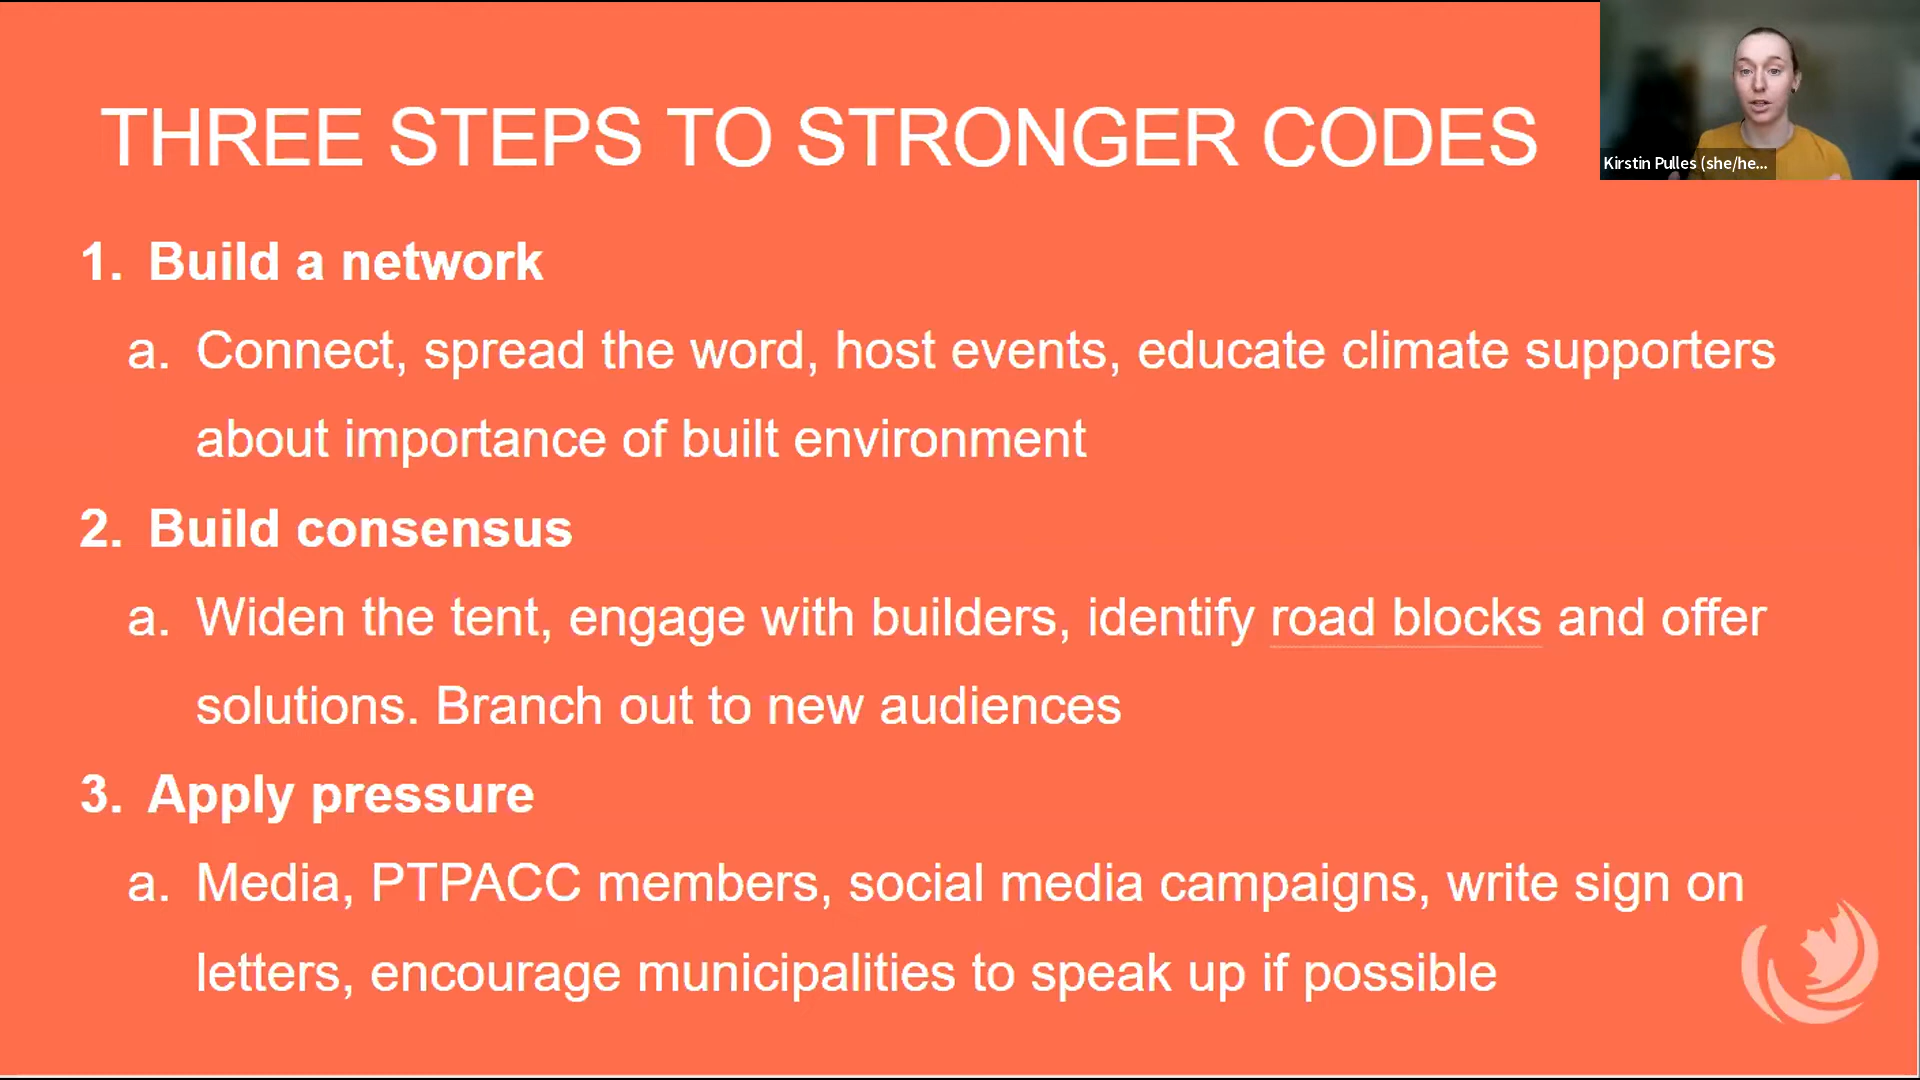 THREE STEPS TO STRONGER CODES
Kirstin Pulles (she/he...
1. Build a network
a. Connect, spread the word, host events, educate climate supporters
about importance of built environment
2. Build consensus
a. Widen the tent, engage with builders, identify road blocks and offer
solutions. Branch out to new audiences
3. Apply pressure
a. Media, PTPACC members, social media campaigns, write sign on
letters, encourage municipalities to speak up if possible